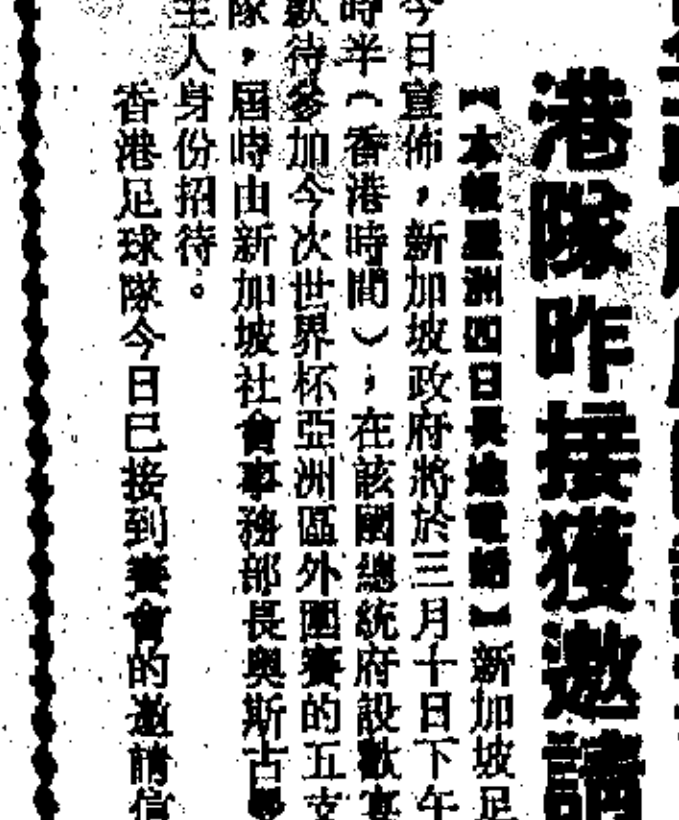 港隊昨接獲邀請
【本報星洲四日長途電話】新加坡足
今日宣佈，新加坡政府將於三月十日下午
時半（香港時間），在該國總統府設歡宴
款待參加今次世界杯亞洲區外圍賽的五支
隊，屆時由新加坡社會事務部長奧斯古
主人身份招待。
香港足球隊今日已接到賽會的邀請信